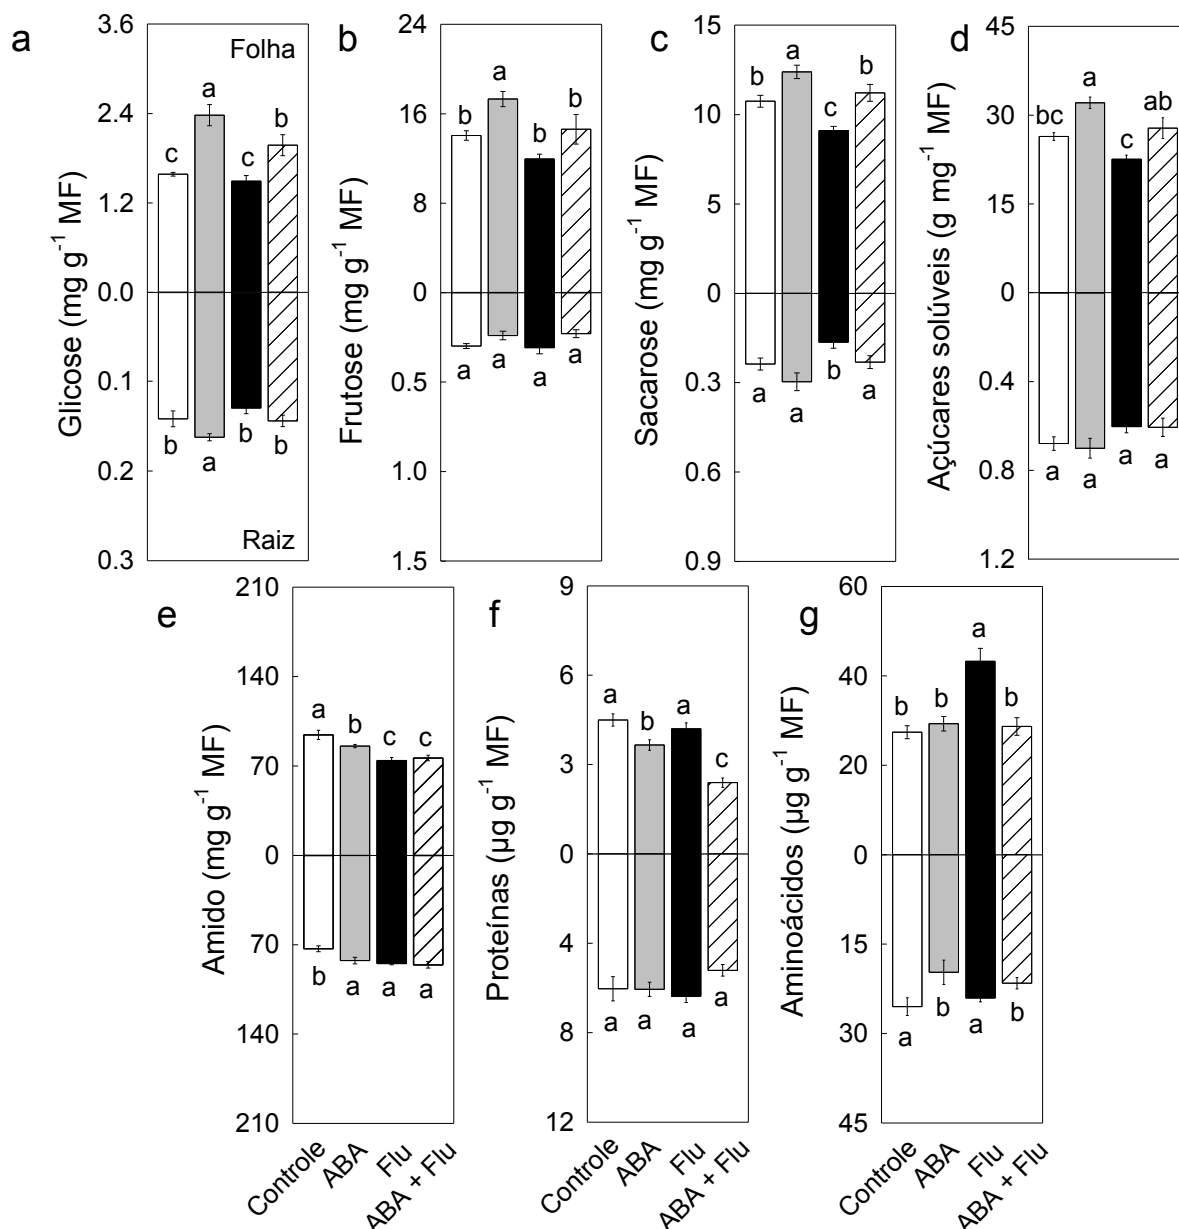 a
3.6
Folha
a
b
c
c
2.4
1.2
0.0
0.1
0.2
0.3
b
a
b
b
Raiz
Glicose (mg g⁻¹ MF)
b
24
a
b
b
b
16
8
0
0.5
1.0
1.5
a
a
a
a
Frutose (mg g⁻¹ MF)
c
15
a
b
b
c
10
5
0
0.3
0.6
0.9
a
a
b
a
Sacarose (mg g⁻¹ MF)
d
45
a
ab
bc
c
30
15
0
0.4
0.8
1.2
a
a
a
a
Açúcares solúveis (g mg⁻¹ MF)
e
210
140
70
0
70
140
210
a
b
c
c
b
a
a
a
Amido (mg g⁻¹ MF)
Controle
ABA
Flu
ABA + Flu
f
9
6
3
0
4
8
12
a
b
a
c
a
a
a
a
Proteínas (µg g⁻¹ MF)
Controle
ABA
Flu
ABA + Flu
g
60
40
20
0
15
30
45
b
b
a
b
a
b
a
b
Aminoácidos (µg g⁻¹ MF)
Controle
ABA
Flu
ABA + Flu